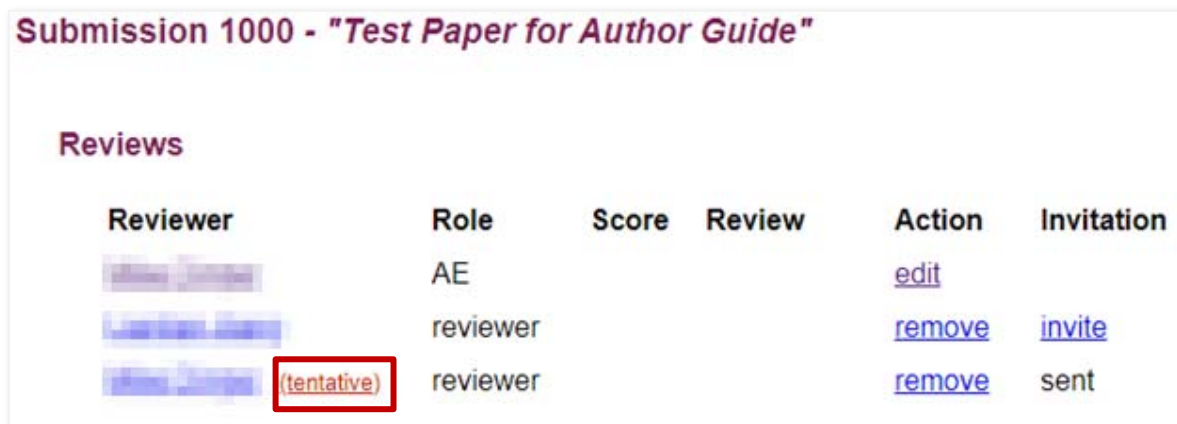 Submission 1000 - "Test Paper for Author Guide"
Reviews
Reviewer Role Score Review Action Invitation
AE edit
reviewer remove invite
(tentative) reviewer remove sent